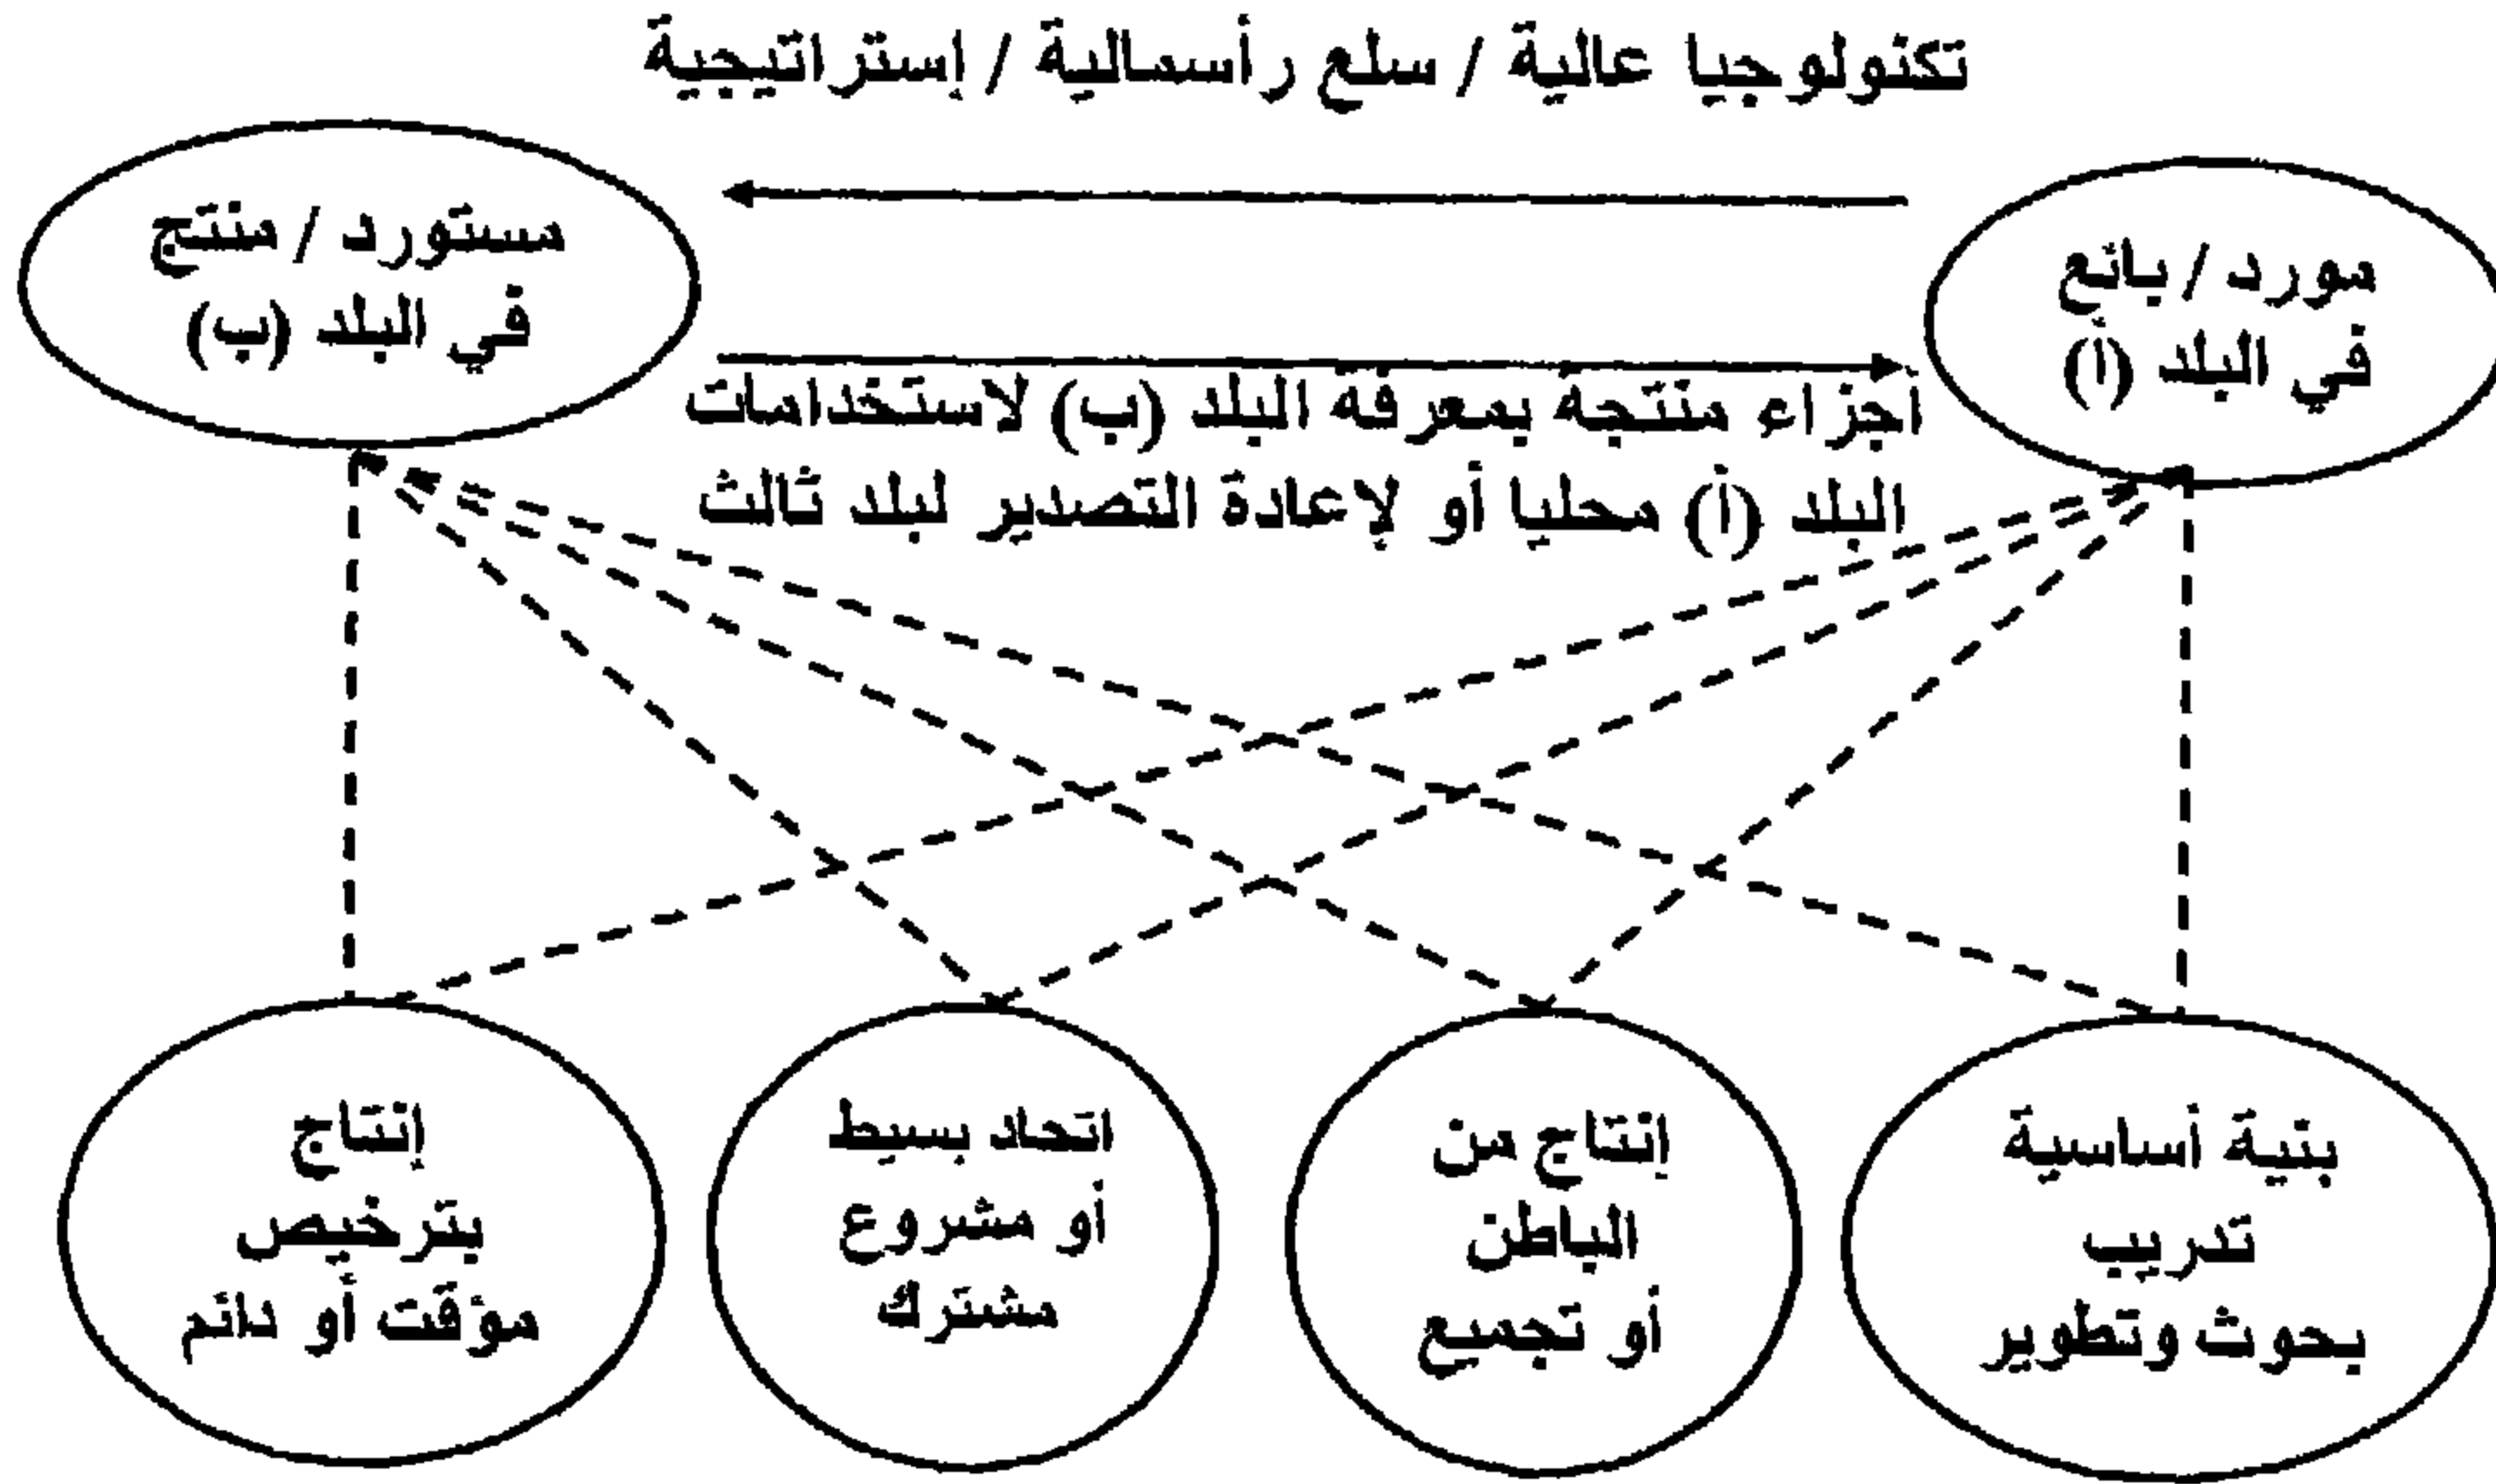 تكنولوجيا عالية / سلع رأسمالية / إستراتيجية
مورد / بائع
في البلد (أ)
مستورد / منتج
في البلد (ب)
أجزاء منتجة بمعرفة البلد (ب) لاستخدامات
البلد (أ) محليا أو لإعادة التصدير لبلد ثالث
بنية أساسية
تدريب
بحوث وتطوير
إنتاج من
الباطن
أو تجميع
اتحاد بسيط
أو مشروع
مشترك
إنتاج
بترخيص
مؤقت أو دائم